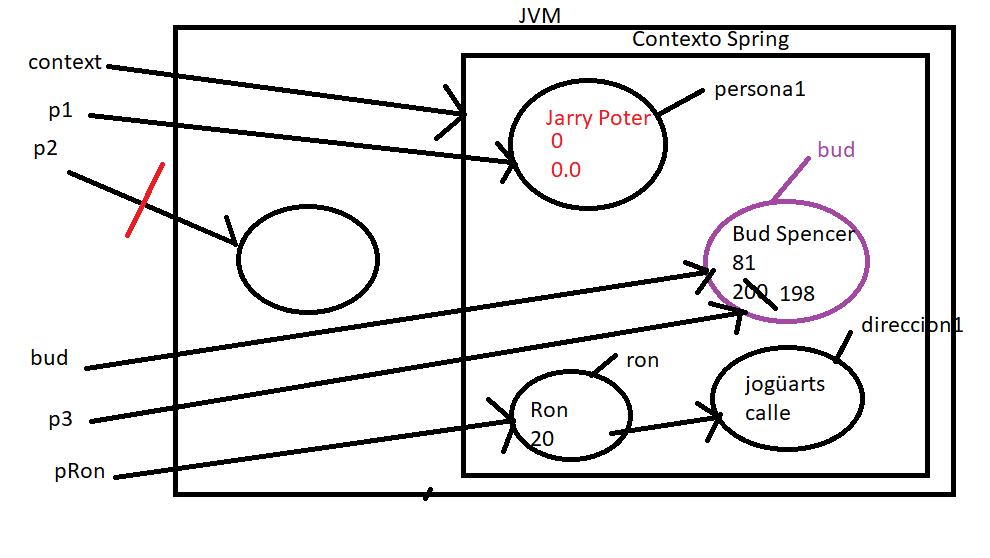 JVM
Contexto Spring
context
persona1
p1
Jarry Poter
0
0.0
p2
bud
Bud Spencer
81
200 198
direccion1
bud
ron
jogüarts
calle
p3
Ron
20
pRon